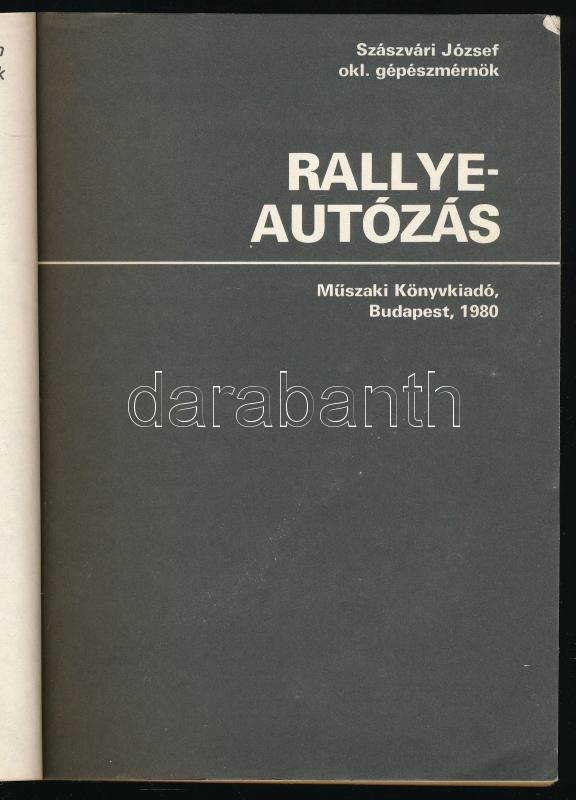 n
k
Szászvári József
okl. gépészmérnök
RALLYE-
AUTÓZÁS
Műszaki Könyvkiadó,
Budapest, 1980
darabanth